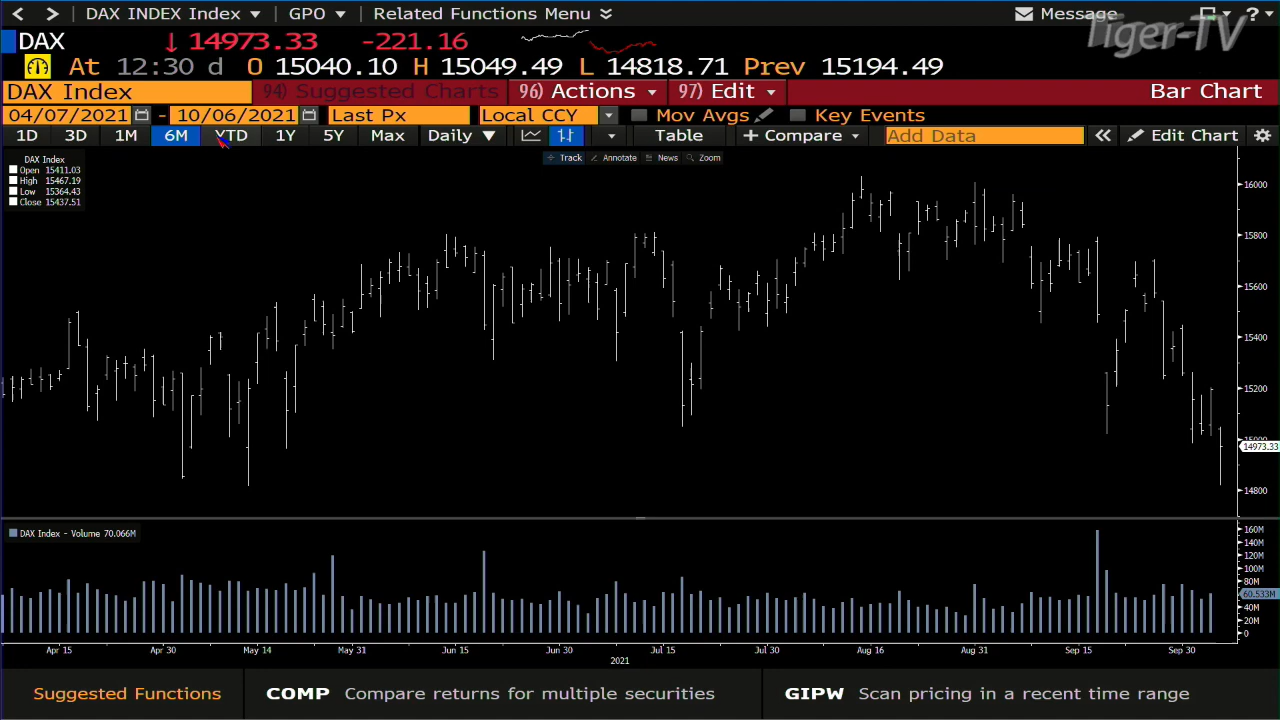 DAX INDEX Index GPO Related Functions Menu Message ?
Tiger-TV
DAX ↓ 14973.33 -221.16
At 12:30 d O 15040.10 H 15049.49 L 14818.71 Prev 15194.49
DAX Index 94) Suggested Charts 96) Actions 97) Edit Bar Chart
04/07/2021 - 10/06/2021 Last Px Local CCY Mov Avgs Key Events
1D 3D 1M 6M YTD 1Y 5Y Max Daily ▼ Table + Compare Add Data « Edit Chart
Track Annotate News Zoom
DAX Index
Open 15411.03
High 15467.19
Low 15364.43
Close 15437.51
16000
15800
15600
15400
15200
15000
14973.33
14800
DAX Index - Volume 70.066M
160M
140M
120M
100M
80M
60.533M
40M
20M
0
Apr 15 Apr 30 May 14 May 31 Jun 15 Jun 30 Jul 15 Jul 30 Aug 16 Aug 31 Sep 15 Sep 30
2021
Suggested Functions COMP Compare returns for multiple securities GIPW Scan pricing in a recent time range